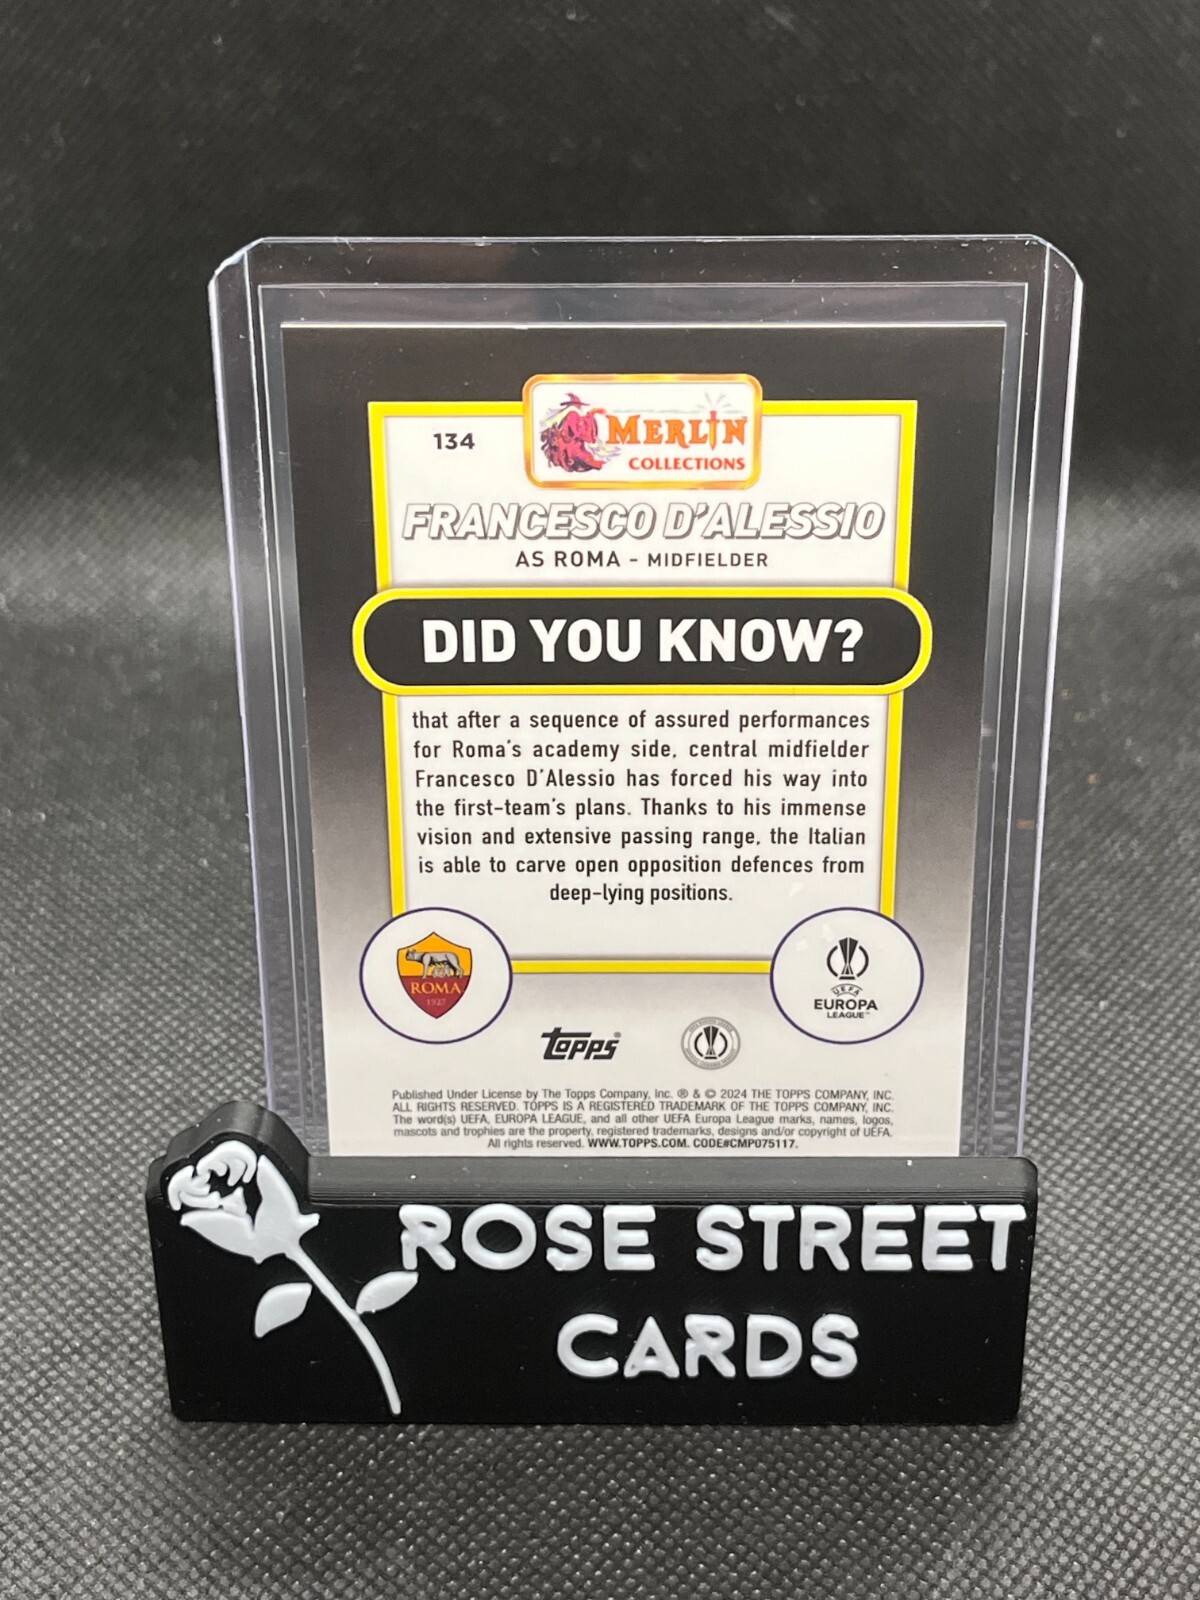 134
MERLIN
COLLECTIONS
FRANCESCO D'ALESSIO
AS ROMA - MIDFIELDER
DID YOU KNOW?
that after a sequence of assured performances
for Roma's academy side, central midfielder
Francesco D'Alessio has forced his way into
the first-team's plans. Thanks to his immense
vision and extensive passing range, the Italian
is able to carve open opposition defences from
deep-lying positions.
ROMA
1927
UEFA
EUROPA
LEAGUE™
Topps®
Published Under License by The Topps Company, Inc. ® & © 2024 THE TOPPS COMPANY, INC.
ALL RIGHTS RESERVED. TOPPS IS A REGISTERED TRADEMARK OF THE TOPPS COMPANY, INC.
The word(s) UEFA, EUROPA LEAGUE, and all other UEFA Europa League marks, names, logos,
mascots and trophies are the property, registered trademarks, designs and/or copyright of UEFA.
All rights reserved. WWW.TOPPS.COM. CODE#CMP075117.
ROSE STREET
CARDS